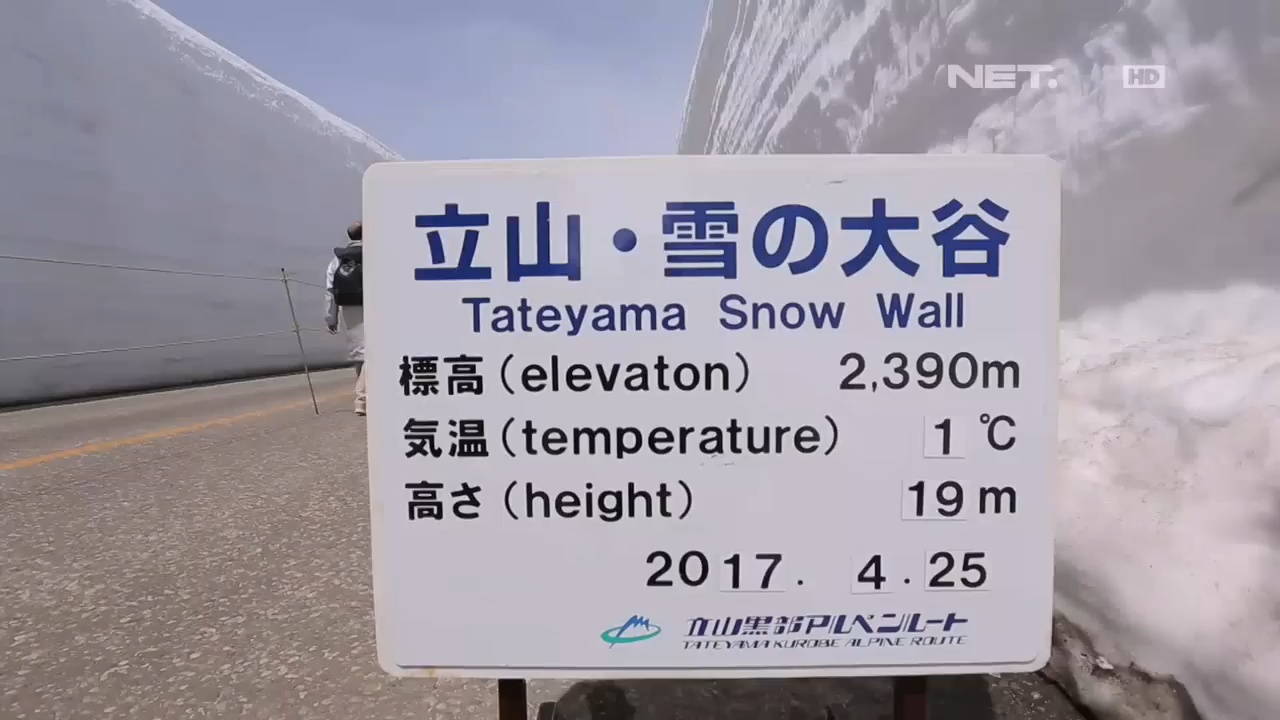 NET. HD
立山・雪の大谷
Tateyama Snow Wall
標高(elevaton) 2,390m
気温(temperature) 1℃
高さ(height) 19m
2017. 4.25
立山黒部アルペンルート
TATEYAMA KUROBE ALPINE ROUTE